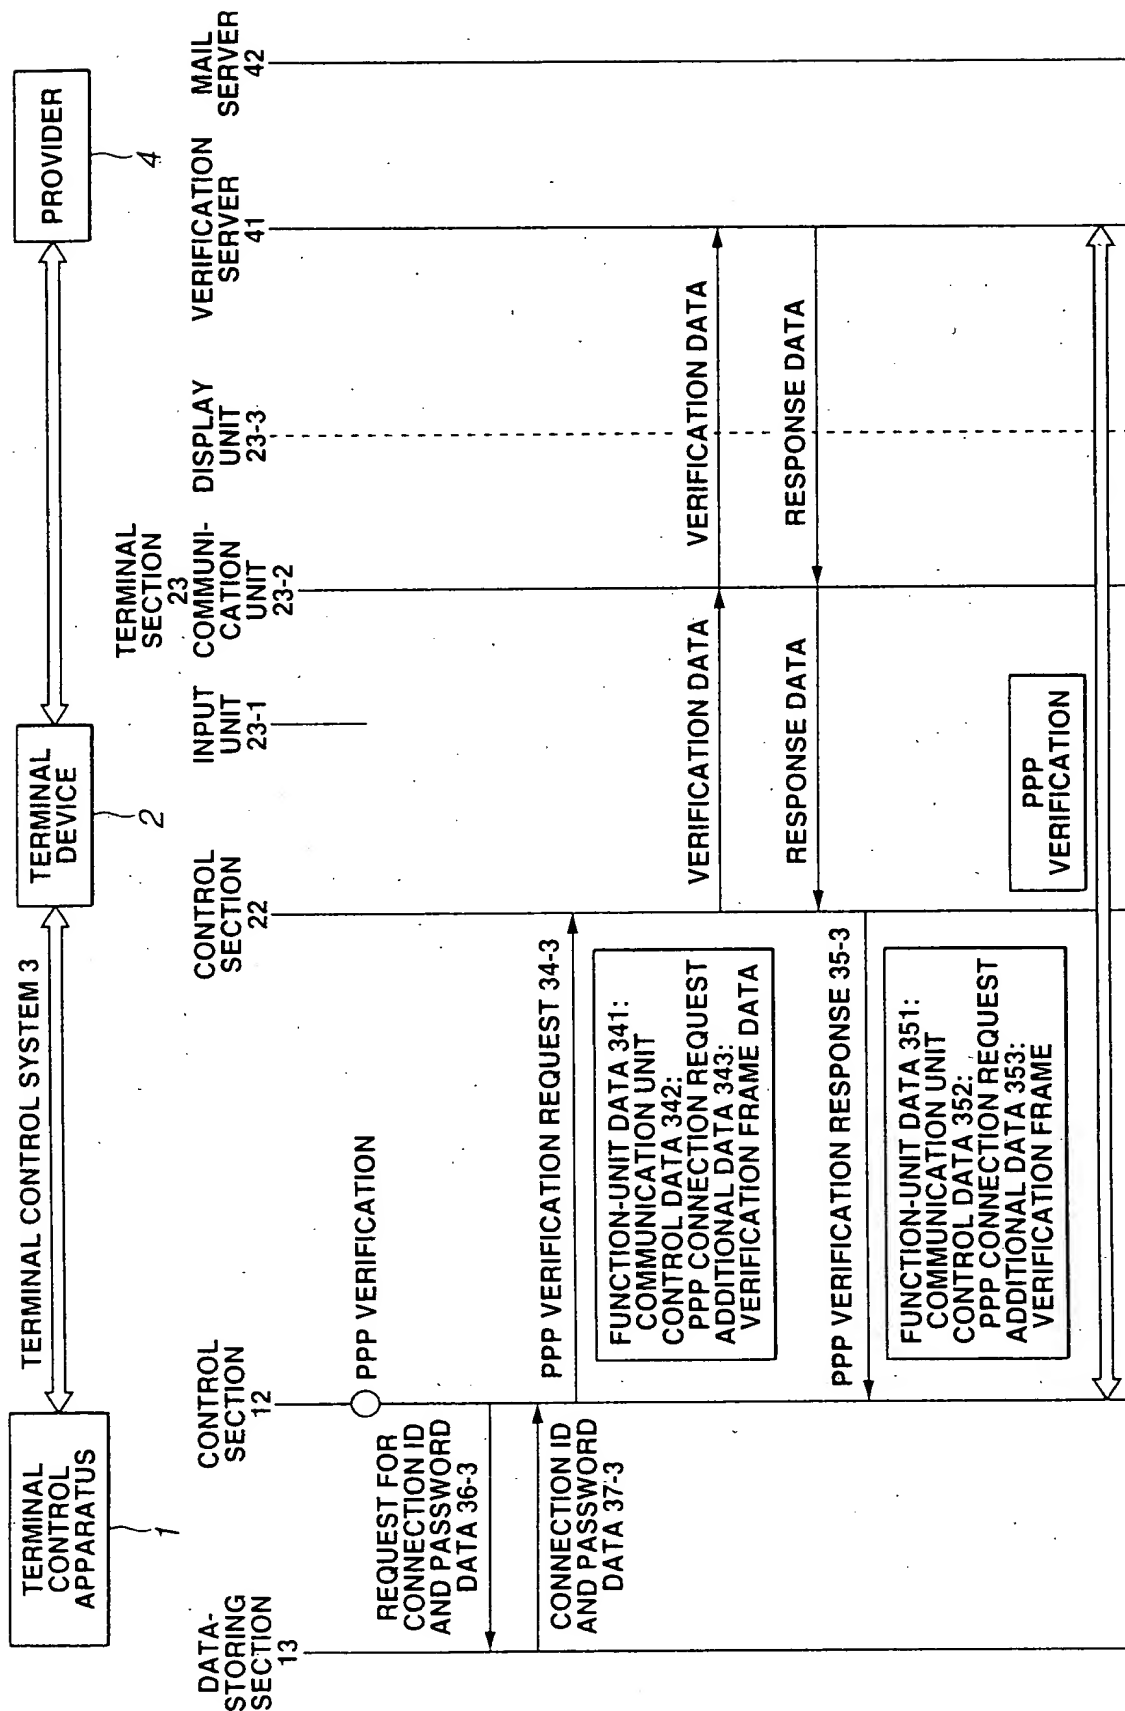 TERMINAL
CONTROL
APPARATUS
1
TERMINAL CONTROL SYSTEM 3
TERMINAL
DEVICE
2
PROVIDER
4
DATA-
STORING
SECTION
13
CONTROL
SECTION
12
CONTROL
SECTION
22
TERMINAL
SECTION
23
INPUT
UNIT
23-1
COMMUNI-
CATION
UNIT
23-2
DISPLAY
UNIT
23-3
VERIFICATION
SERVER
41
MAIL
SERVER
42
PPP VERIFICATION
REQUEST FOR
CONNECTION ID
AND PASSWORD
DATA 36-3
CONNECTION ID
AND PASSWORD
DATA 37-3
PPP VERIFICATION REQUEST 34-3
FUNCTION-UNIT DATA 341:
COMMUNICATION UNIT
CONTROL DATA 342:
PPP CONNECTION REQUEST
ADDITIONAL DATA 343:
VERIFICATION FRAME DATA
VERIFICATION DATA
VERIFICATION DATA
RESPONSE DATA
RESPONSE DATA
PPP VERIFICATION RESPONSE 35-3
FUNCTION-UNIT DATA 351:
COMMUNICATION UNIT
CONTROL DATA 352:
PPP CONNECTION REQUEST
ADDITIONAL DATA 353:
VERIFICATION FRAME
PPP
VERIFICATION